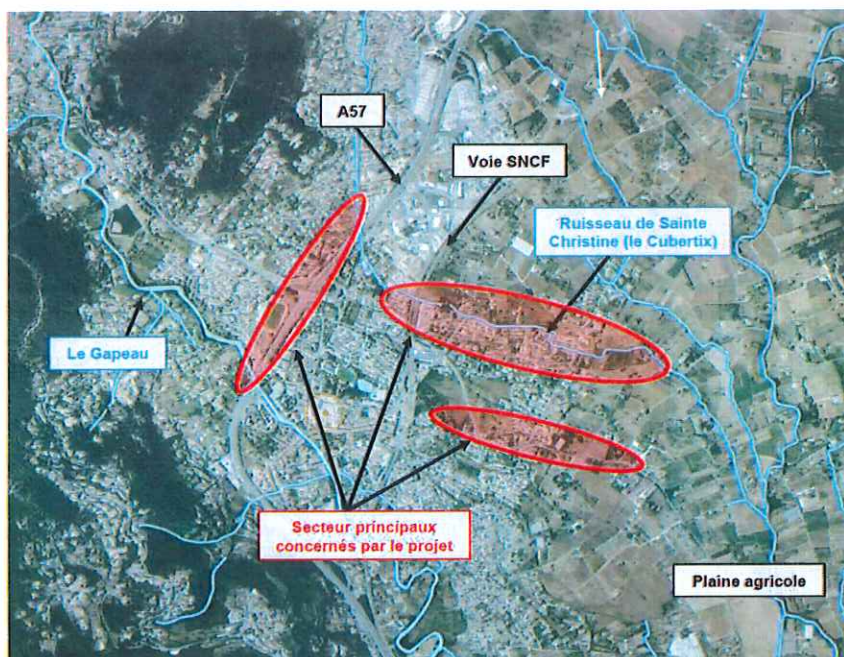 A57
Voie SNCF
Ruisseau de Sainte
Christine (le Cubertix)
Le Gapeau
Secteur principaux
concernés par le projet
Plaine agricole